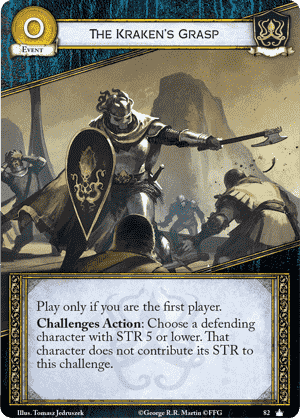 0
EVENT
THE KRAKEN'S GRASP
Play only if you are the first player.
Challenges Action: Choose a defending
character with STR 5 or lower. That
character does not contribute its STR to
this challenge.
Illus. Tomasz Jedruszek ©George R.R. Martin ©FFG 82